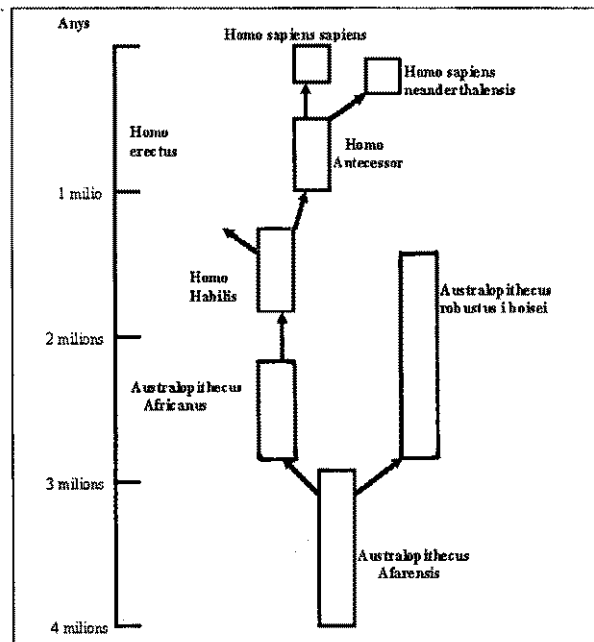 Anys
Homo sapiens sapiens
Homo sapiens
neanderthalensis
Homo
erectus
Homo
Antecessor
1 milio
Homo
Habilis
Australopithecus
robustus i boisei
2 milions
Australopithecus
Africanus
3 milions
Australopithecus
Afarensis
4 milions